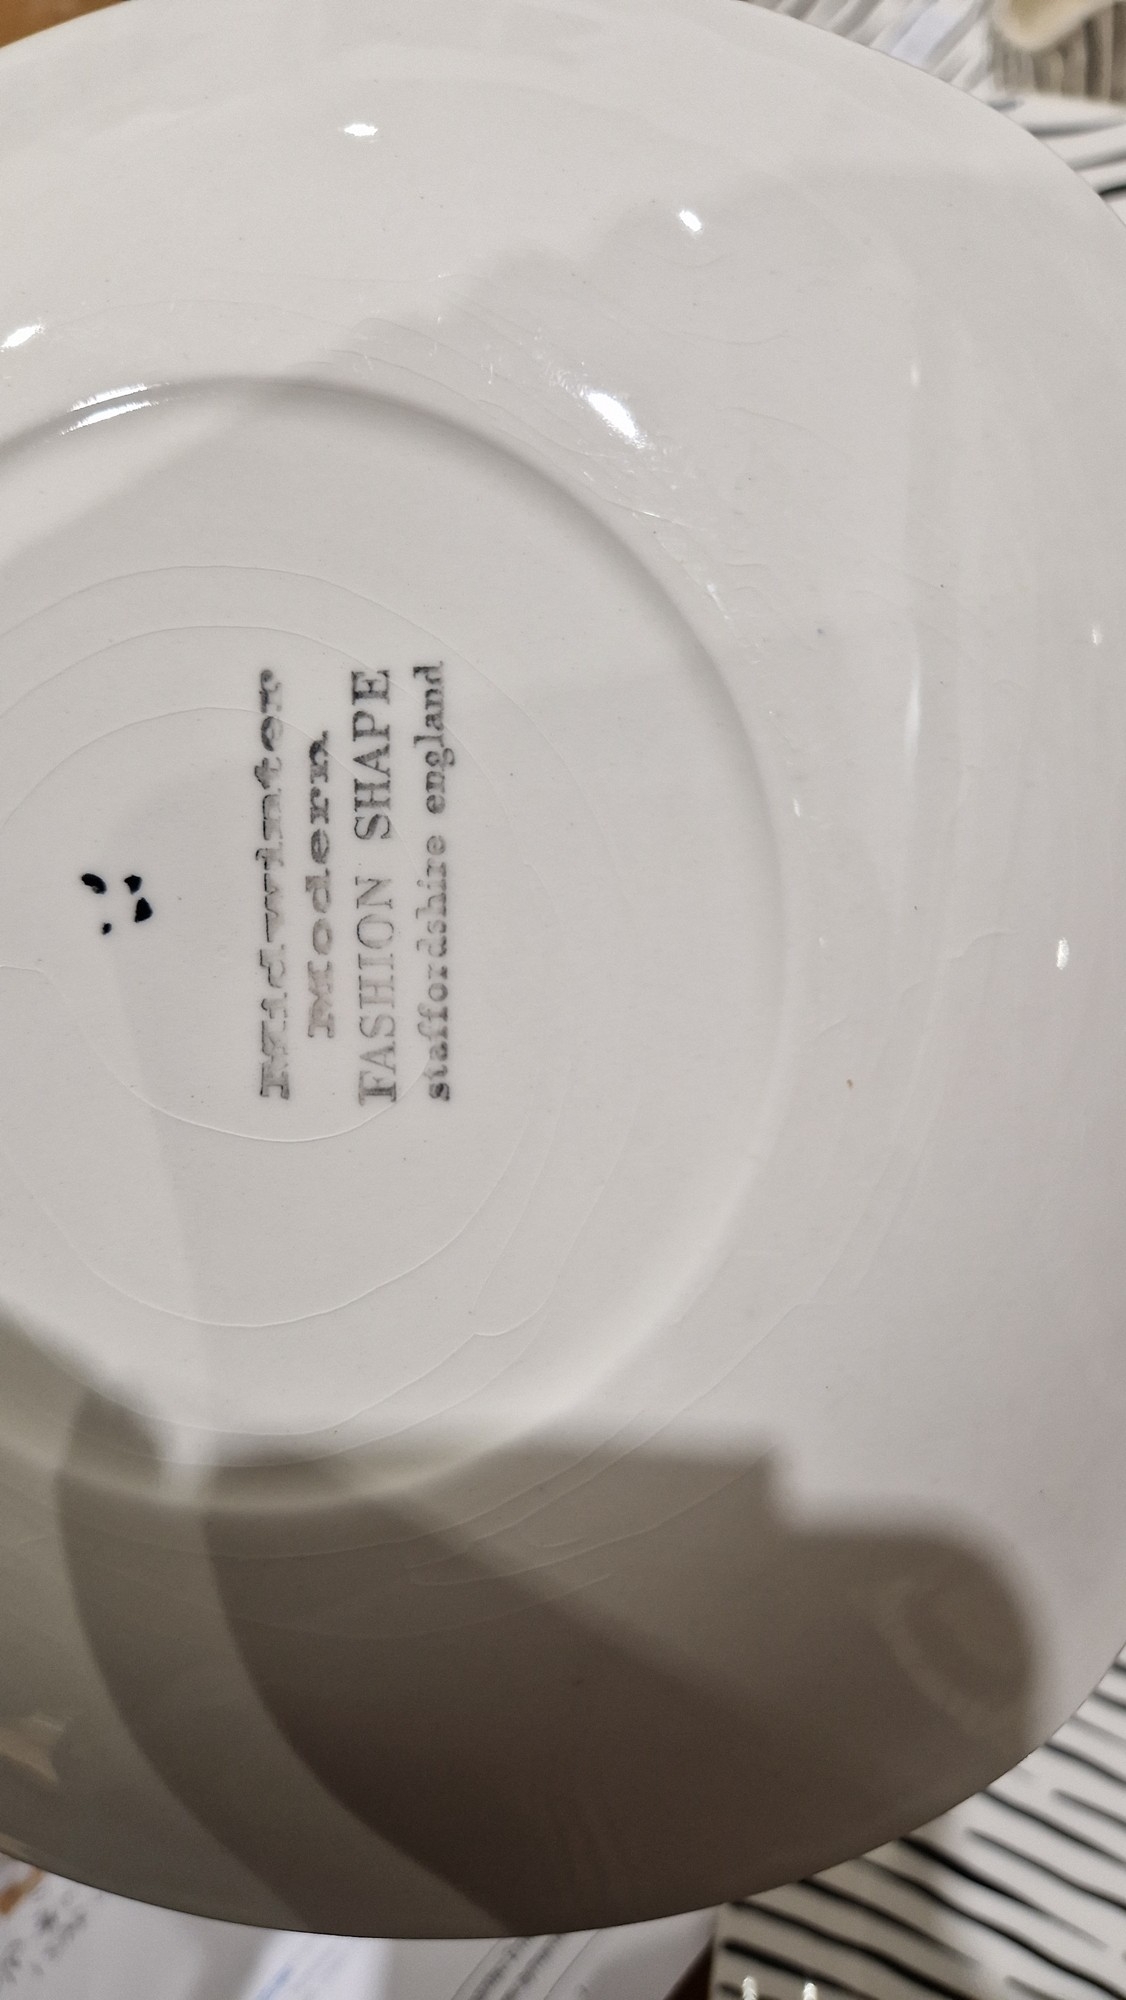 Midwinter
Modern
FASHION SHAPE
staffordshire england